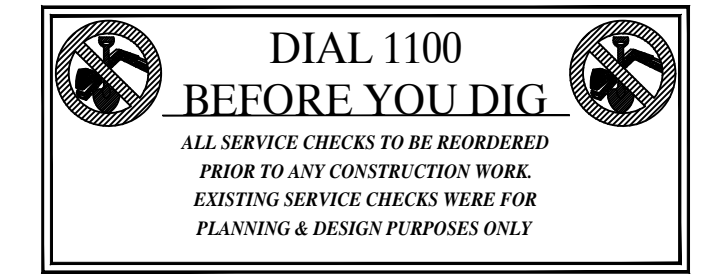 DIAL 1100
BEFORE YOU DIG
ALL SERVICE CHECKS TO BE REORDERED
PRIOR TO ANY CONSTRUCTION WORK.
EXISTING SERVICE CHECKS WERE FOR
PLANNING & DESIGN PURPOSES ONLY